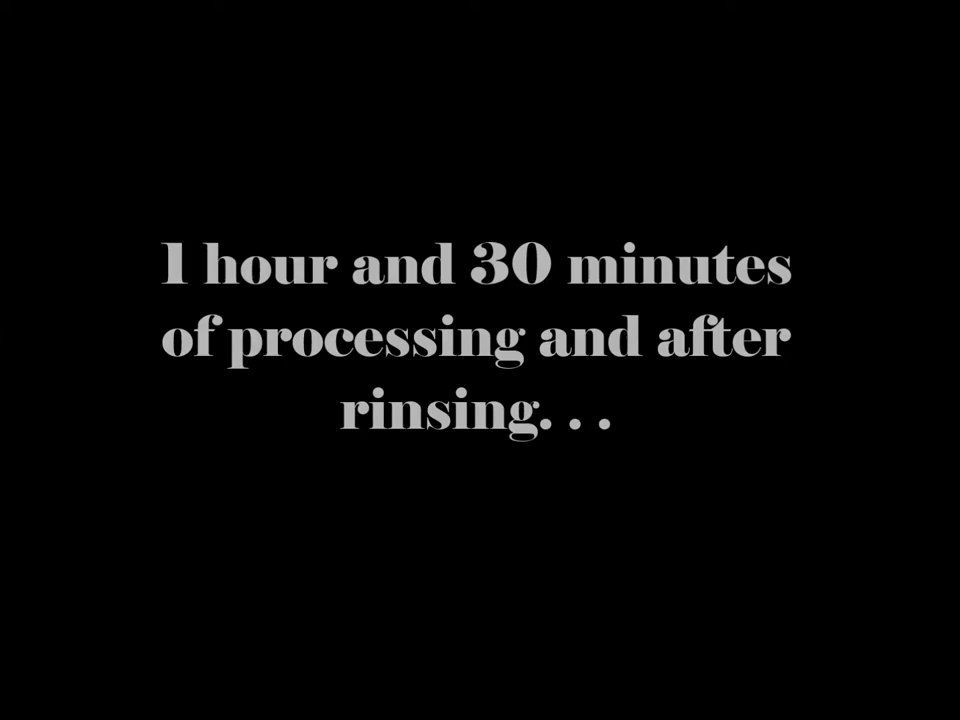 1 hour and 30 minutes
of processing and after
rinsing. . .